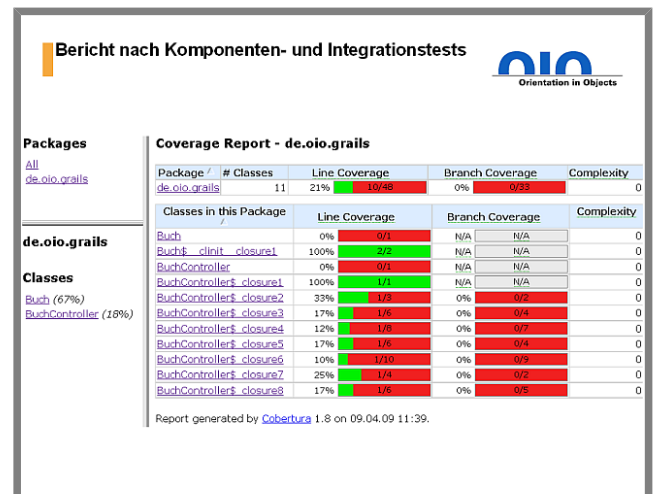 Bericht nach Komponenten- und Integrationstests
OIO
Orientation in Objects
Packages
All
de.oio.grails
de.oio.grails
Classes
Buch (67%)
BuchController (18%)
Coverage Report - de.oio.grails
Package / # Classes Line Coverage Branch Coverage Complexity
de.oio.grails 11 21% 10/48 0% 0/33 0
Classes in this Package / Line Coverage Branch Coverage Complexity
Buch 0% 0/1 N/A N/A 0
Buch$__clinit__closure1 100% 2/2 N/A N/A 0
BuchController 0% 0/1 N/A N/A 0
BuchController$_closure1 100% 1/1 N/A N/A 0
BuchController$_closure2 33% 1/3 0% 0/2 0
BuchController$_closure3 17% 1/6 0% 0/4 0
BuchController$_closure4 12% 1/8 0% 0/7 0
BuchController$_closure5 17% 1/6 0% 0/4 0
BuchController$_closure6 10% 1/10 0% 0/9 0
BuchController$_closure7 25% 1/4 0% 0/2 0
BuchController$_closure8 17% 1/6 0% 0/5 0
Report generated by Cobertura 1.8 on 09.04.09 11:39.